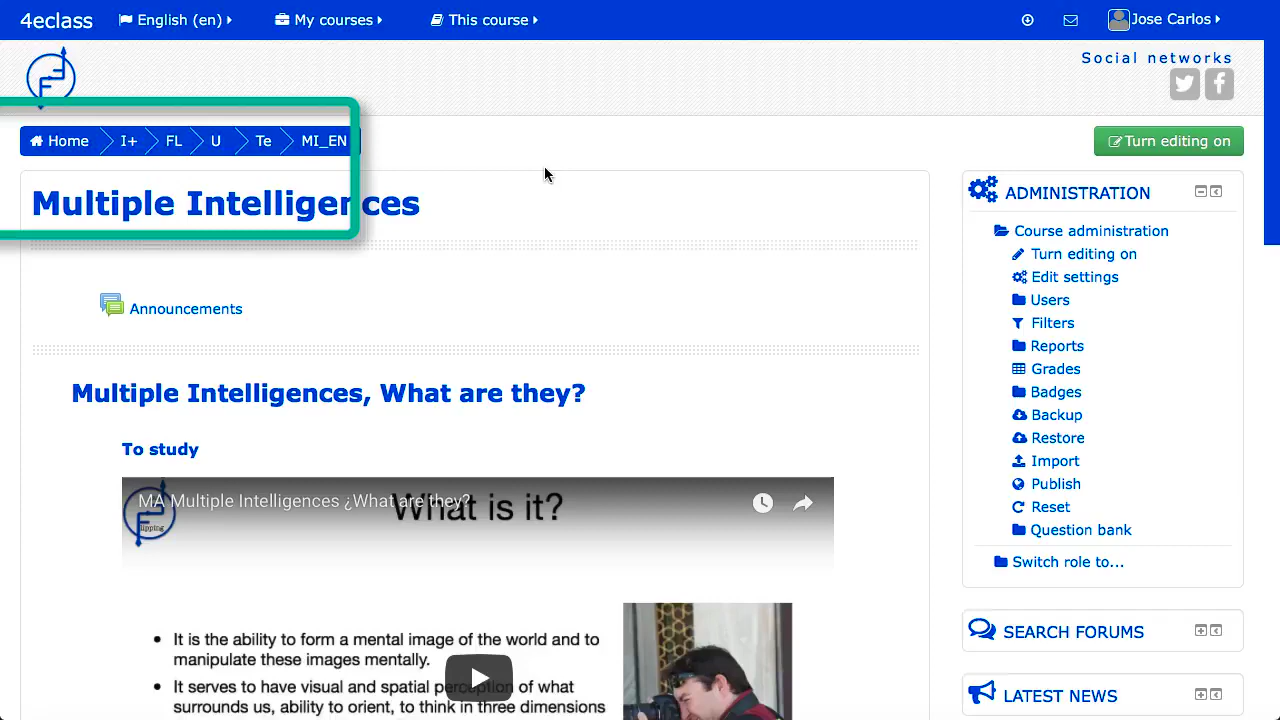 4eclass English (en) My courses This course Jose Carlos
Social networks
Home I+ FL U Te MI_EN
Turn editing on
Multiple Intelligences
Announcements
Multiple Intelligences, What are they?
To study
MA Multiple Intelligences ¿What are they?
What is it?
lipping
It is the ability to form a mental image of the world and to
manipulate these images mentally.
It serves to have visual and spatial perception of what
surrounds us, ability to orient, to think in three dimensions
ADMINISTRATION
Course administration
Turn editing on
Edit settings
Users
Filters
Reports
Grades
Badges
Backup
Restore
Import
Publish
Reset
Question bank
Switch role to...
SEARCH FORUMS
LATEST NEWS